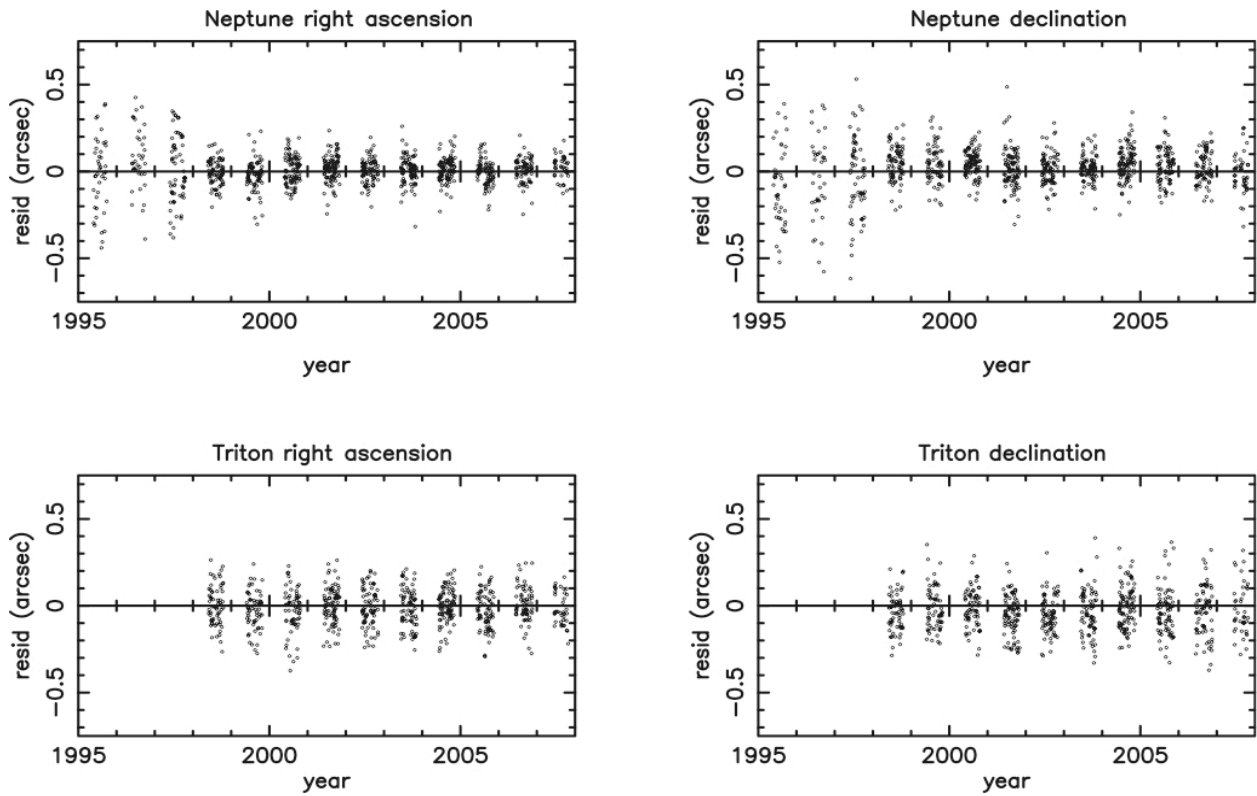 Neptune right ascension
resid (arcsec)
0.5
0
−0.5
1995 2000 2005
year
Neptune declination
resid (arcsec)
0.5
0
−0.5
1995 2000 2005
year
Triton right ascension
resid (arcsec)
0.5
0
−0.5
1995 2000 2005
year
Triton declination
resid (arcsec)
0.5
0
−0.5
1995 2000 2005
year